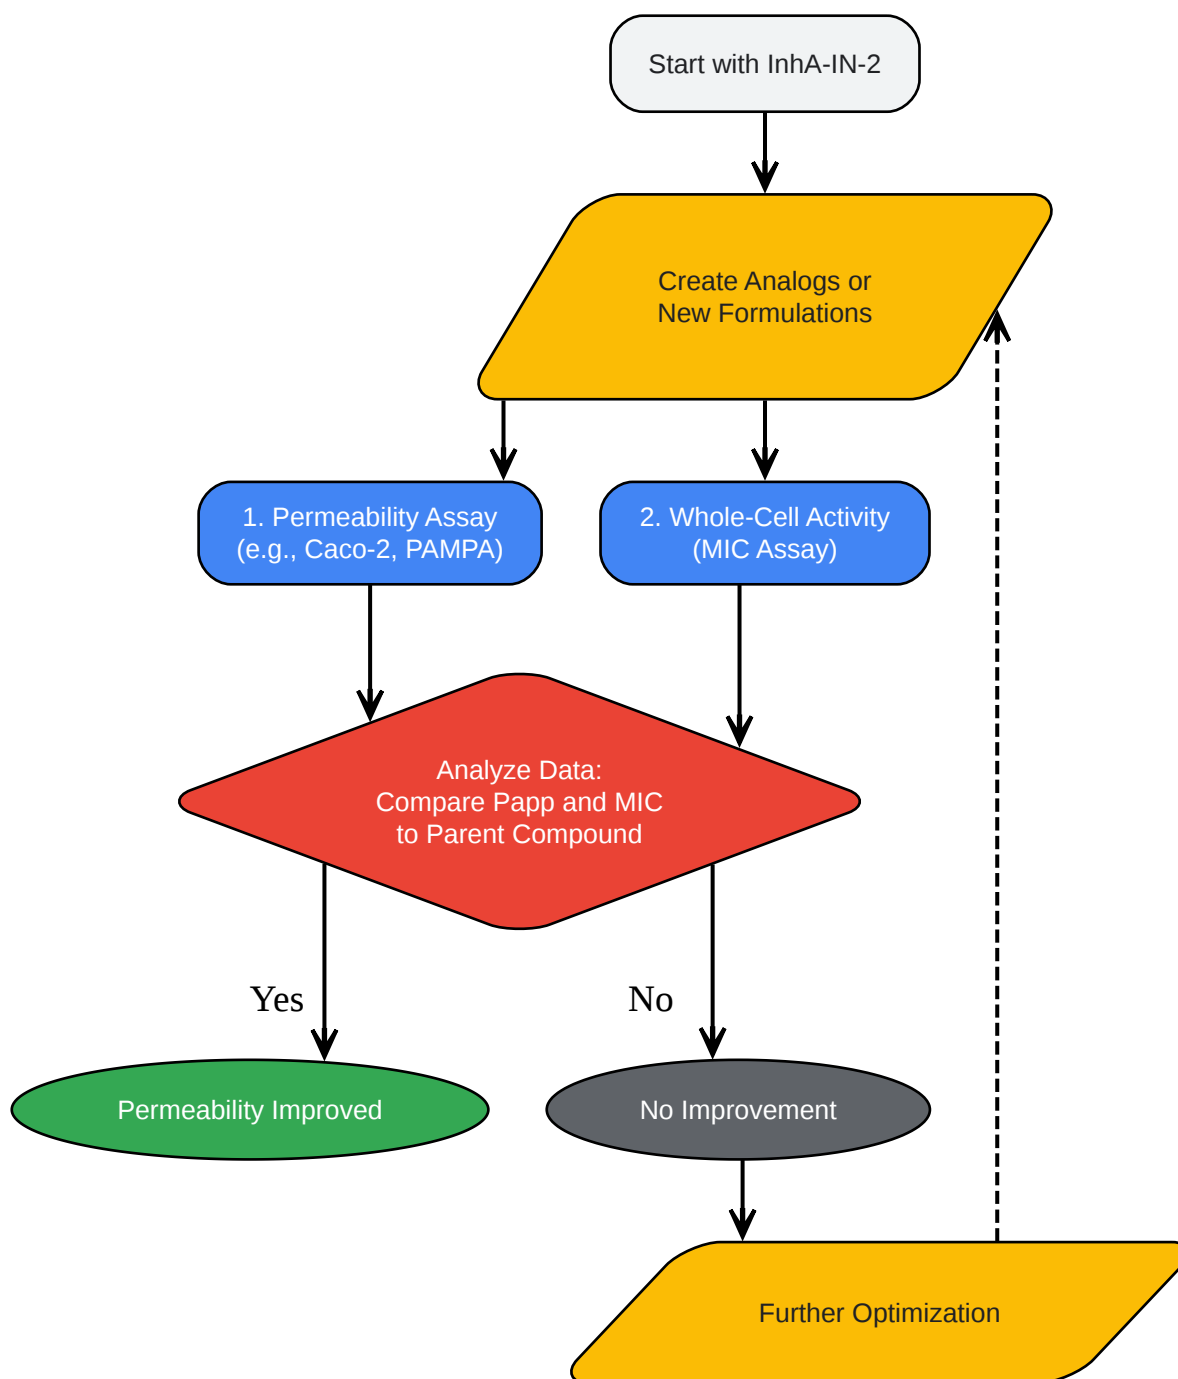 Start with InhA-IN-2
Create Analogs or
New Formulations
1. Permeability Assay
(e.g., Caco-2, PAMPA)
2. Whole-Cell Activity
(MIC Assay)
Analyze Data:
Compare Papp and MIC
to Parent Compound
Yes
No
Permeability Improved
No Improvement
Further Optimization